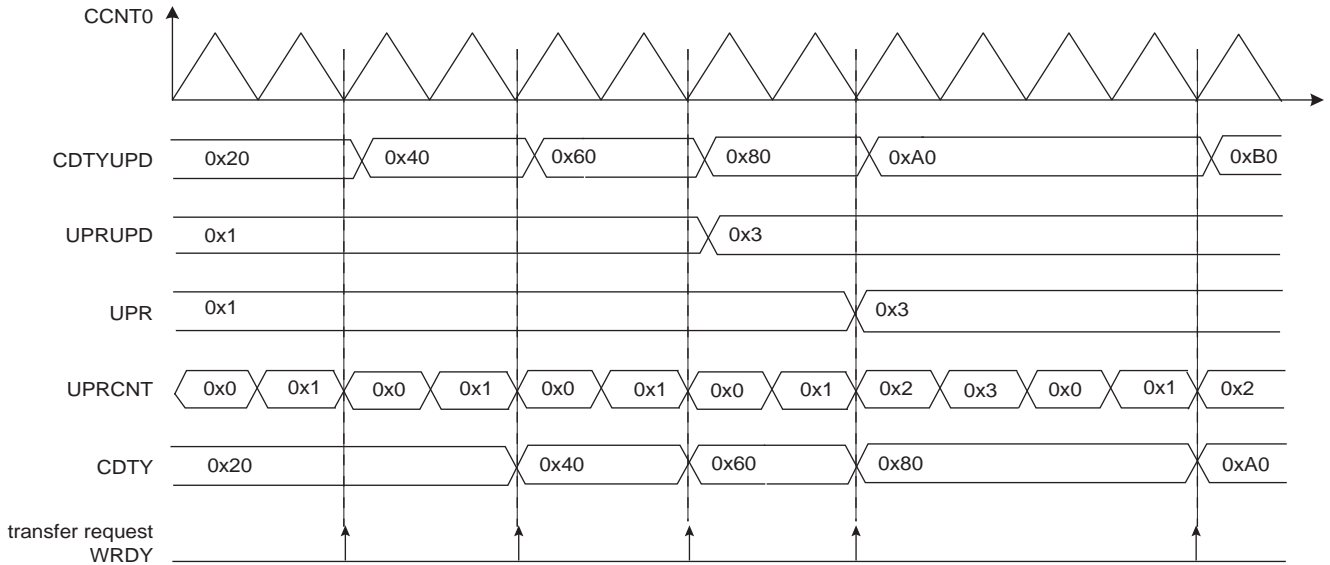 CCNT0
CDTYUPD 0x20 0x40 0x60 0x80 0xA0 0xB0
UPRUPD 0x1 0x3
UPR 0x1 0x3
UPRCNT 0x0 0x1 0x0 0x1 0x0 0x1 0x0 0x1 0x2 0x3 0x0 0x1 0x2
CDTY 0x20 0x40 0x60 0x80 0xA0
transfer request
WRDY